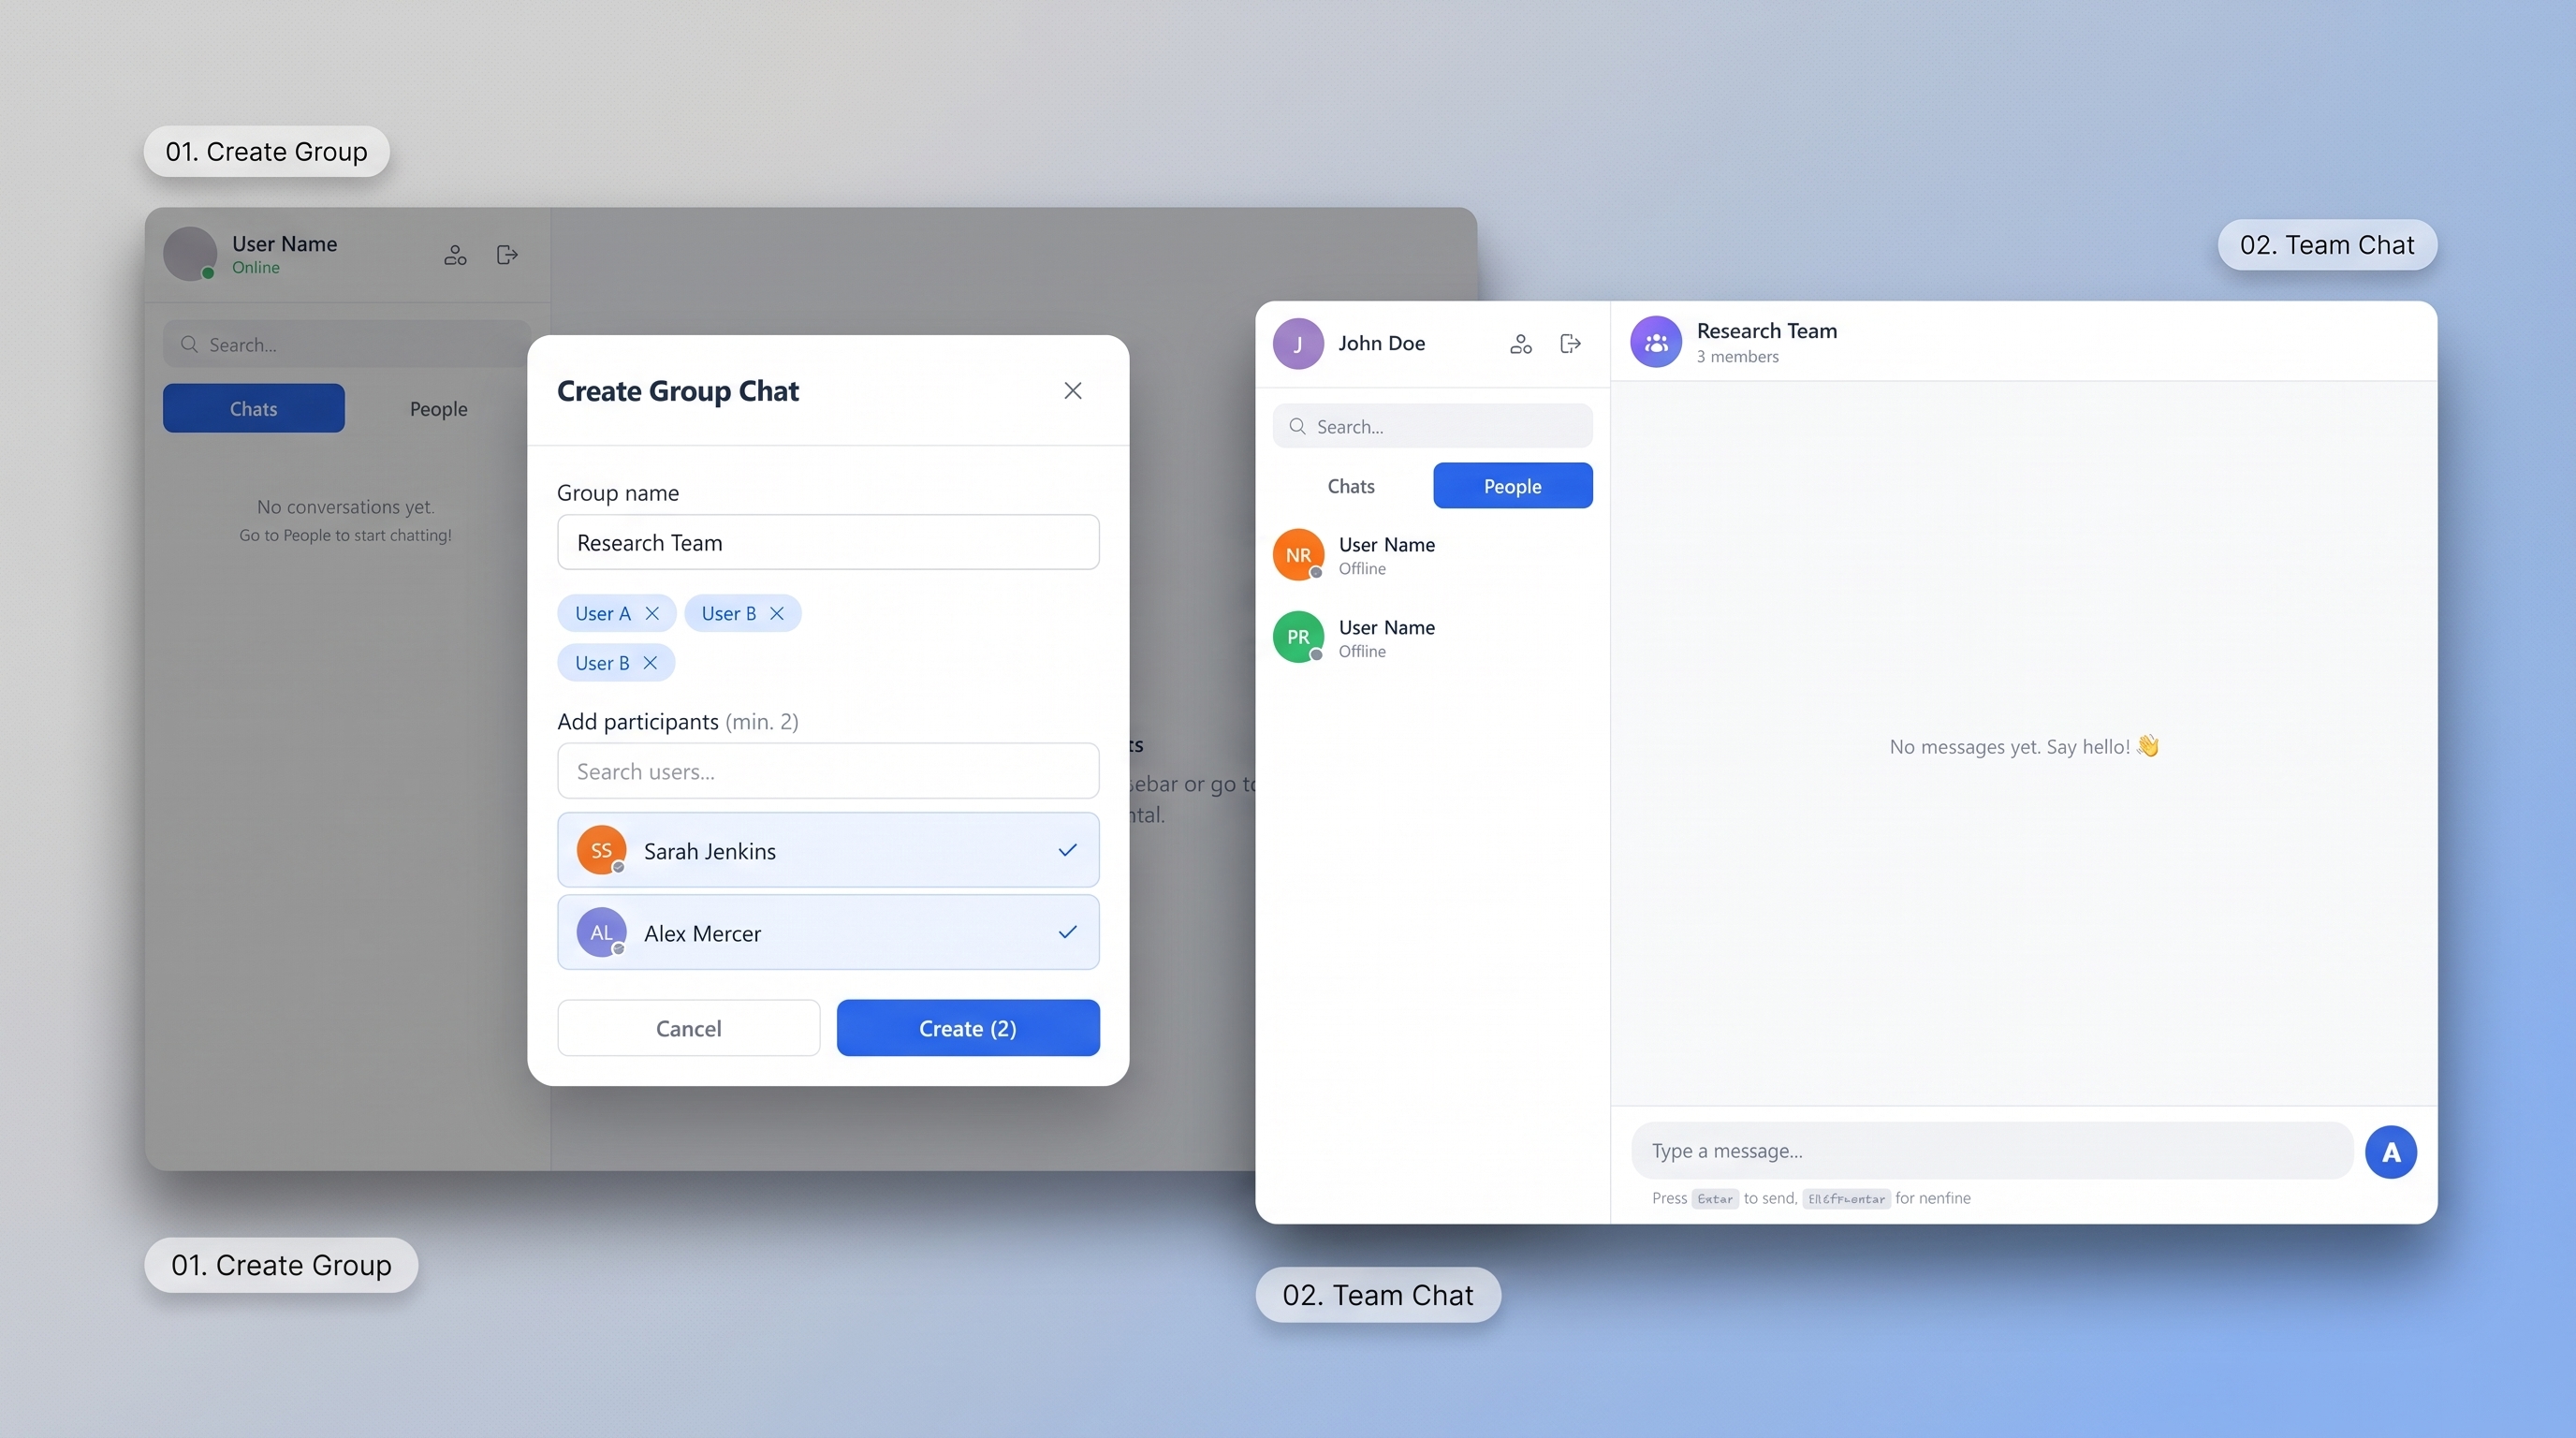 01. Create Group
User Name
Online
Search...
Chats
People
No conversations yet.
Go to People to start chatting!
Create Group Chat
Group name
Research Team
User A
User B
User B
Add participants (min. 2)
Search users...
SS
Sarah Jenkins
AL
Alex Mercer
Cancel
Create (2)
ts
sebar or go to
ntal.
01. Create Group
02. Team Chat
J
John Doe
Search...
Chats
People
NR
User Name
Offline
PR
User Name
Offline
Research Team
3 members
No messages yet. Say hello! 👋
Type a message...
A
Press Extar to send, for nenfine
02. Team Chat